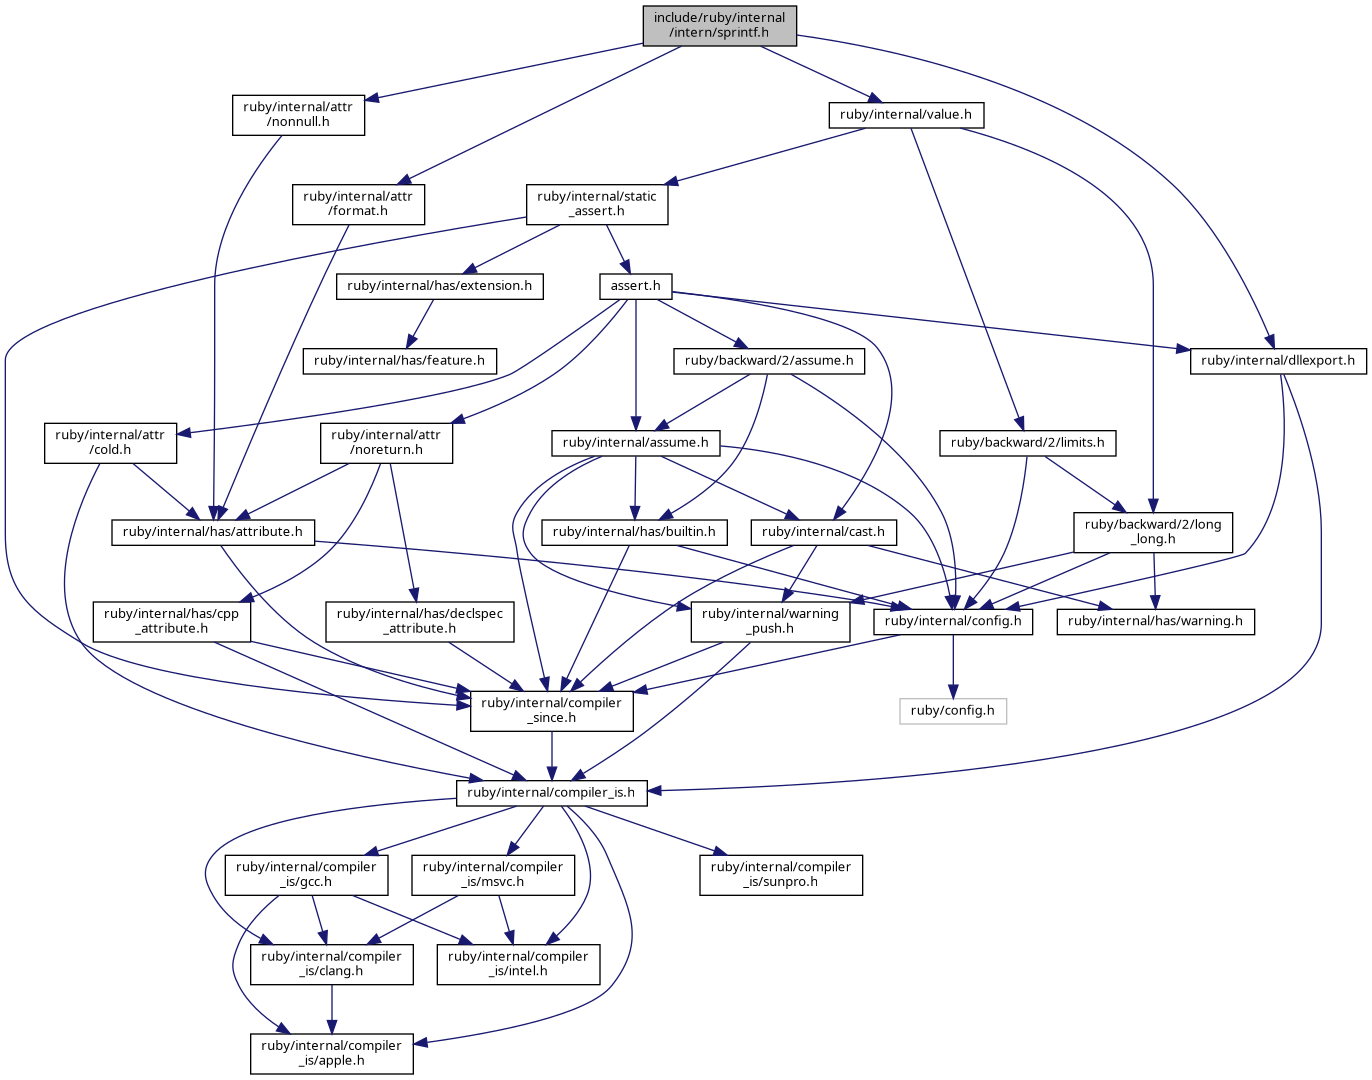 include/ruby/internal
/intern/sprintf.h
ruby/internal/attr
/nonnull.h
ruby/internal/value.h
ruby/internal/attr
/format.h
ruby/internal/static
_assert.h
ruby/internal/has/extension.h
assert.h
ruby/internal/has/feature.h
ruby/backward/2/assume.h
ruby/internal/dllexport.h
ruby/internal/attr
/cold.h
ruby/internal/attr
/noreturn.h
ruby/internal/assume.h
ruby/backward/2/limits.h
ruby/internal/has/attribute.h
ruby/internal/has/builtin.h
ruby/internal/cast.h
ruby/backward/2/long
_long.h
ruby/internal/has/cpp
_attribute.h
ruby/internal/has/declspec
_attribute.h
ruby/internal/warning
_push.h
ruby/internal/config.h
ruby/internal/has/warning.h
ruby/internal/compiler
_since.h
ruby/config.h
ruby/internal/compiler_is.h
ruby/internal/compiler
_is/gcc.h
ruby/internal/compiler
_is/msvc.h
ruby/internal/compiler
_is/sunpro.h
ruby/internal/compiler
_is/clang.h
ruby/internal/compiler
_is/intel.h
ruby/internal/compiler
_is/apple.h